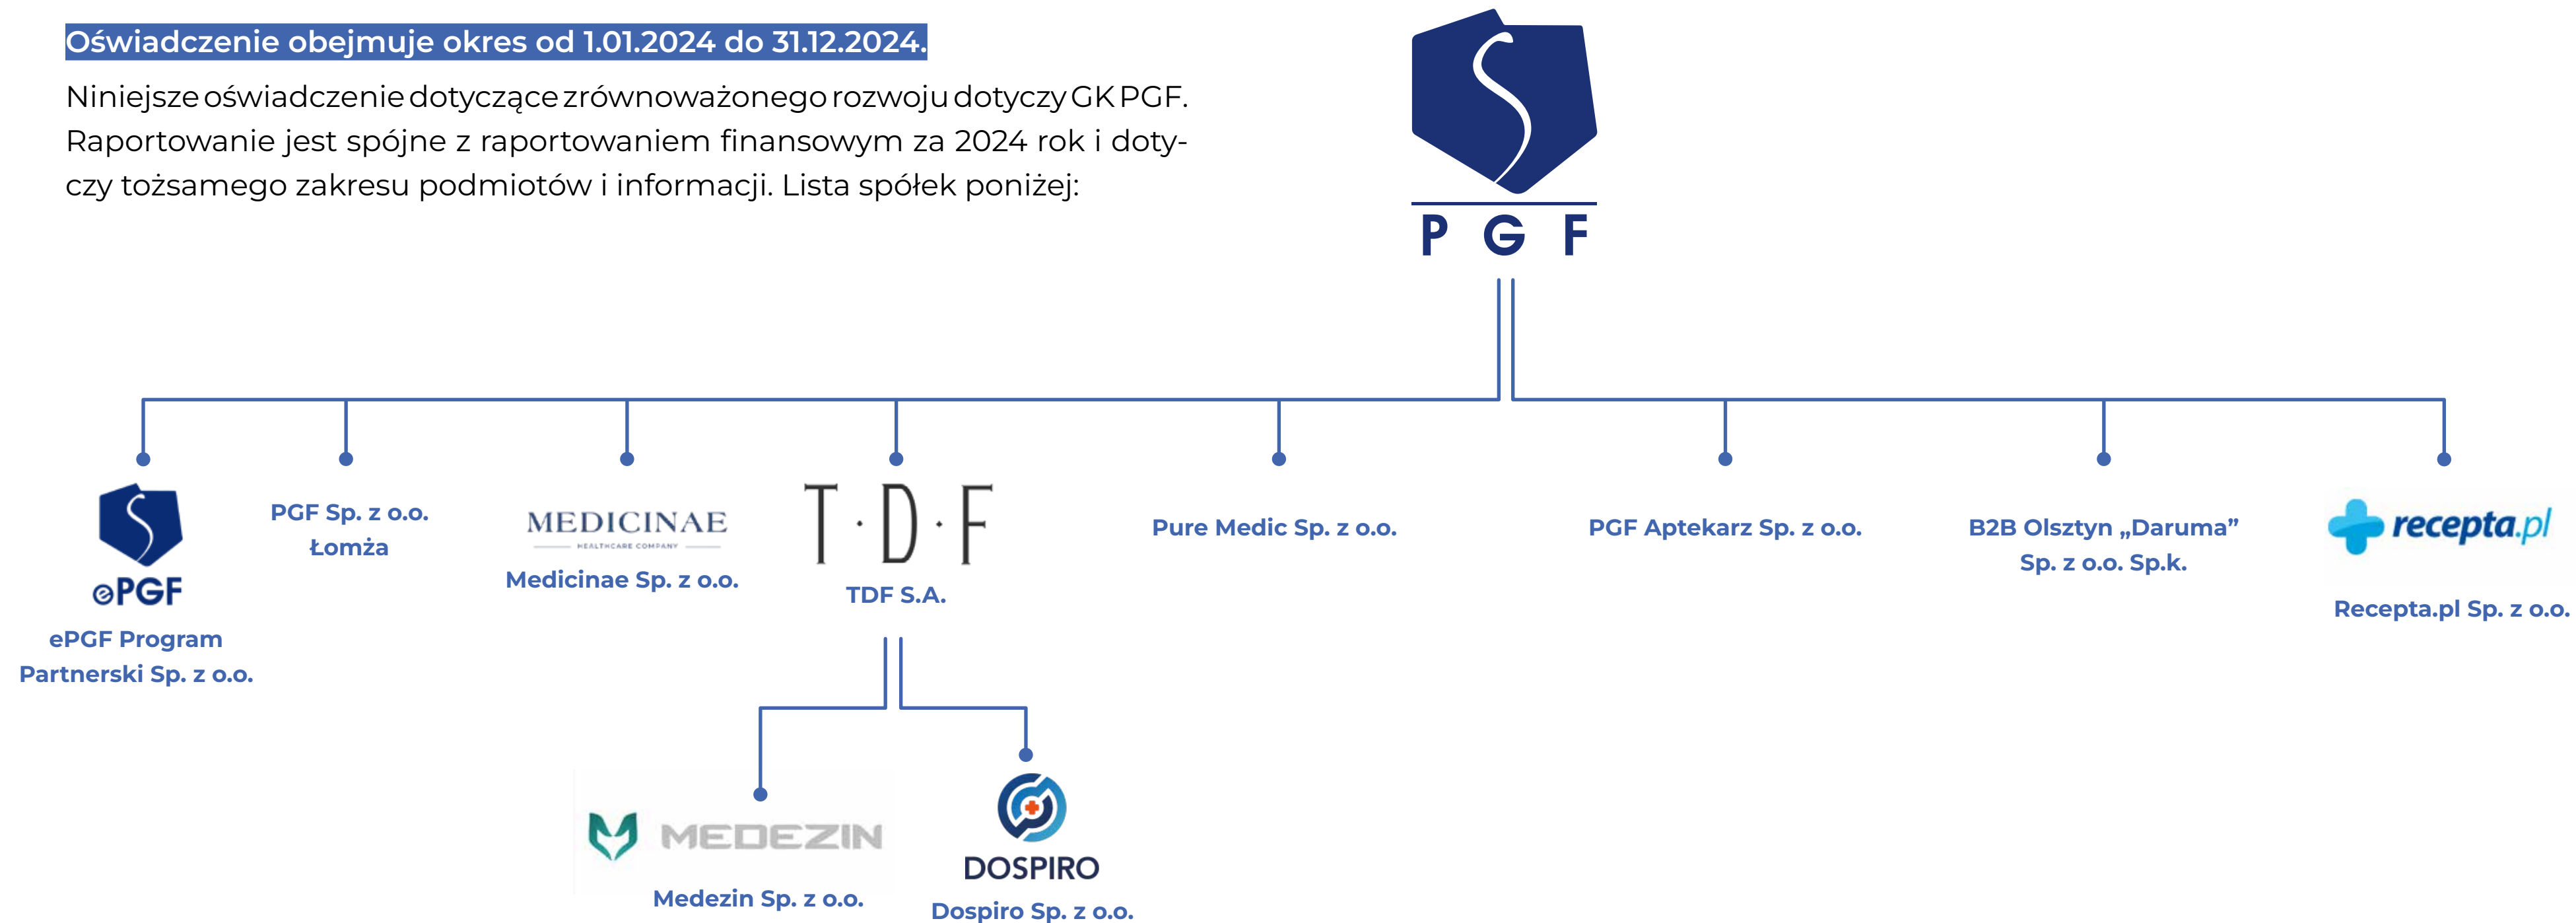 Oświadczenie obejmuje okres od 1.01.2024 do 31.12.2024.
Niniejsze oświadczenie dotyczące zrównoważonego rozwoju dotyczy GK PGF.
Raportowanie jest spójne z raportowaniem finansowym za 2024 rok i doty-
czy tożsamego zakresu podmiotów i informacji. Lista spółek poniżej:
P G F
ePGF
ePGF Program
Partnerski Sp. z o.o.
PGF Sp. z o.o.
Łomża
MEDICINAE
HEALTHCARE COMPANY
Medicinae Sp. z o.o.
T·D·F
TDF S.A.
Pure Medic Sp. z o.o.
PGF Aptekarz Sp. z o.o.
B2B Olsztyn „Daruma”
Sp. z o.o. Sp.k.
recepta.pl
Recepta.pl Sp. z o.o.
MEDEZIN
Medezin Sp. z o.o.
DOSPIRO
Dospiro Sp. z o.o.